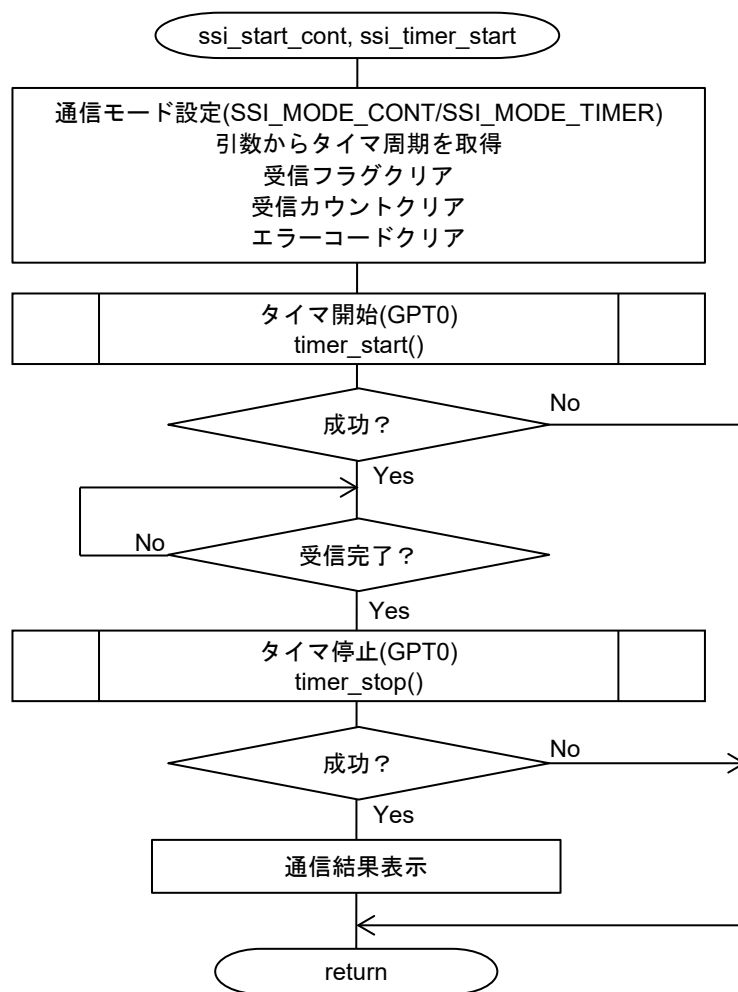 ssi_start_cont, ssi_timer_start
通信モード設定(SSI_MODE_CONT/SSI_MODE_TIMER)
引数からタイマ周期を取得
受信フラグクリア
受信カウントクリア
エラーコードクリア
タイマ開始(GPT0)
timer_start()
成功？
No
Yes
No
受信完了？
Yes
タイマ停止(GPT0)
timer_stop()
成功？
No
Yes
通信結果表示
return